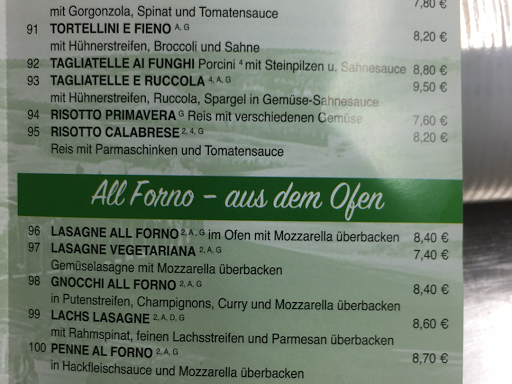 7,80 €
mit Gorgonzola, Spinat und Tomatensauce
91 TORTELLINI E FIENO A, G
mit Hühnerstreifen, Broccoli und Sahne 8,20 €
92 TAGLIATELLE AI FUNGHI Porcini 4 mit Steinpilzen u. Sahnesauce 8,80 €
93 TAGLIATELLE E RUCCOLA 4, A, G 9,50 €
mit Hühnerstreifen, Ruccola, Spargel in Gemüse-Sahnesauce
94 RISOTTO PRIMAVERA G Reis mit verschiedenen Gemüse 7,60 €
95 RISOTTO CALABRESE 2, 4, G 8,20 €
Reis mit Parmaschinken und Tomatensauce
All Forno – aus dem Ofen
96 LASAGNE ALL FORNO 2, A, G im Ofen mit Mozzarella überbacken 8,40 €
97 LASAGNE VEGETARIANA 2, A, G 7,40 €
Gemüselasagne mit Mozzarella überbacken
98 GNOCCHI ALL FORNO 2, A, G 8,40 €
in Putenstreifen, Champignons, Curry und Mozzarella überbacken
99 LACHS LASAGNE 2, A, D, G 8,60 €
mit Rahmspinat, feinen Lachsstreifen und Parmesan überbacken
100 PENNE AL FORNO 2, A, G 8,70 €
in Hackfleischsauce und Mozzarella überbacken